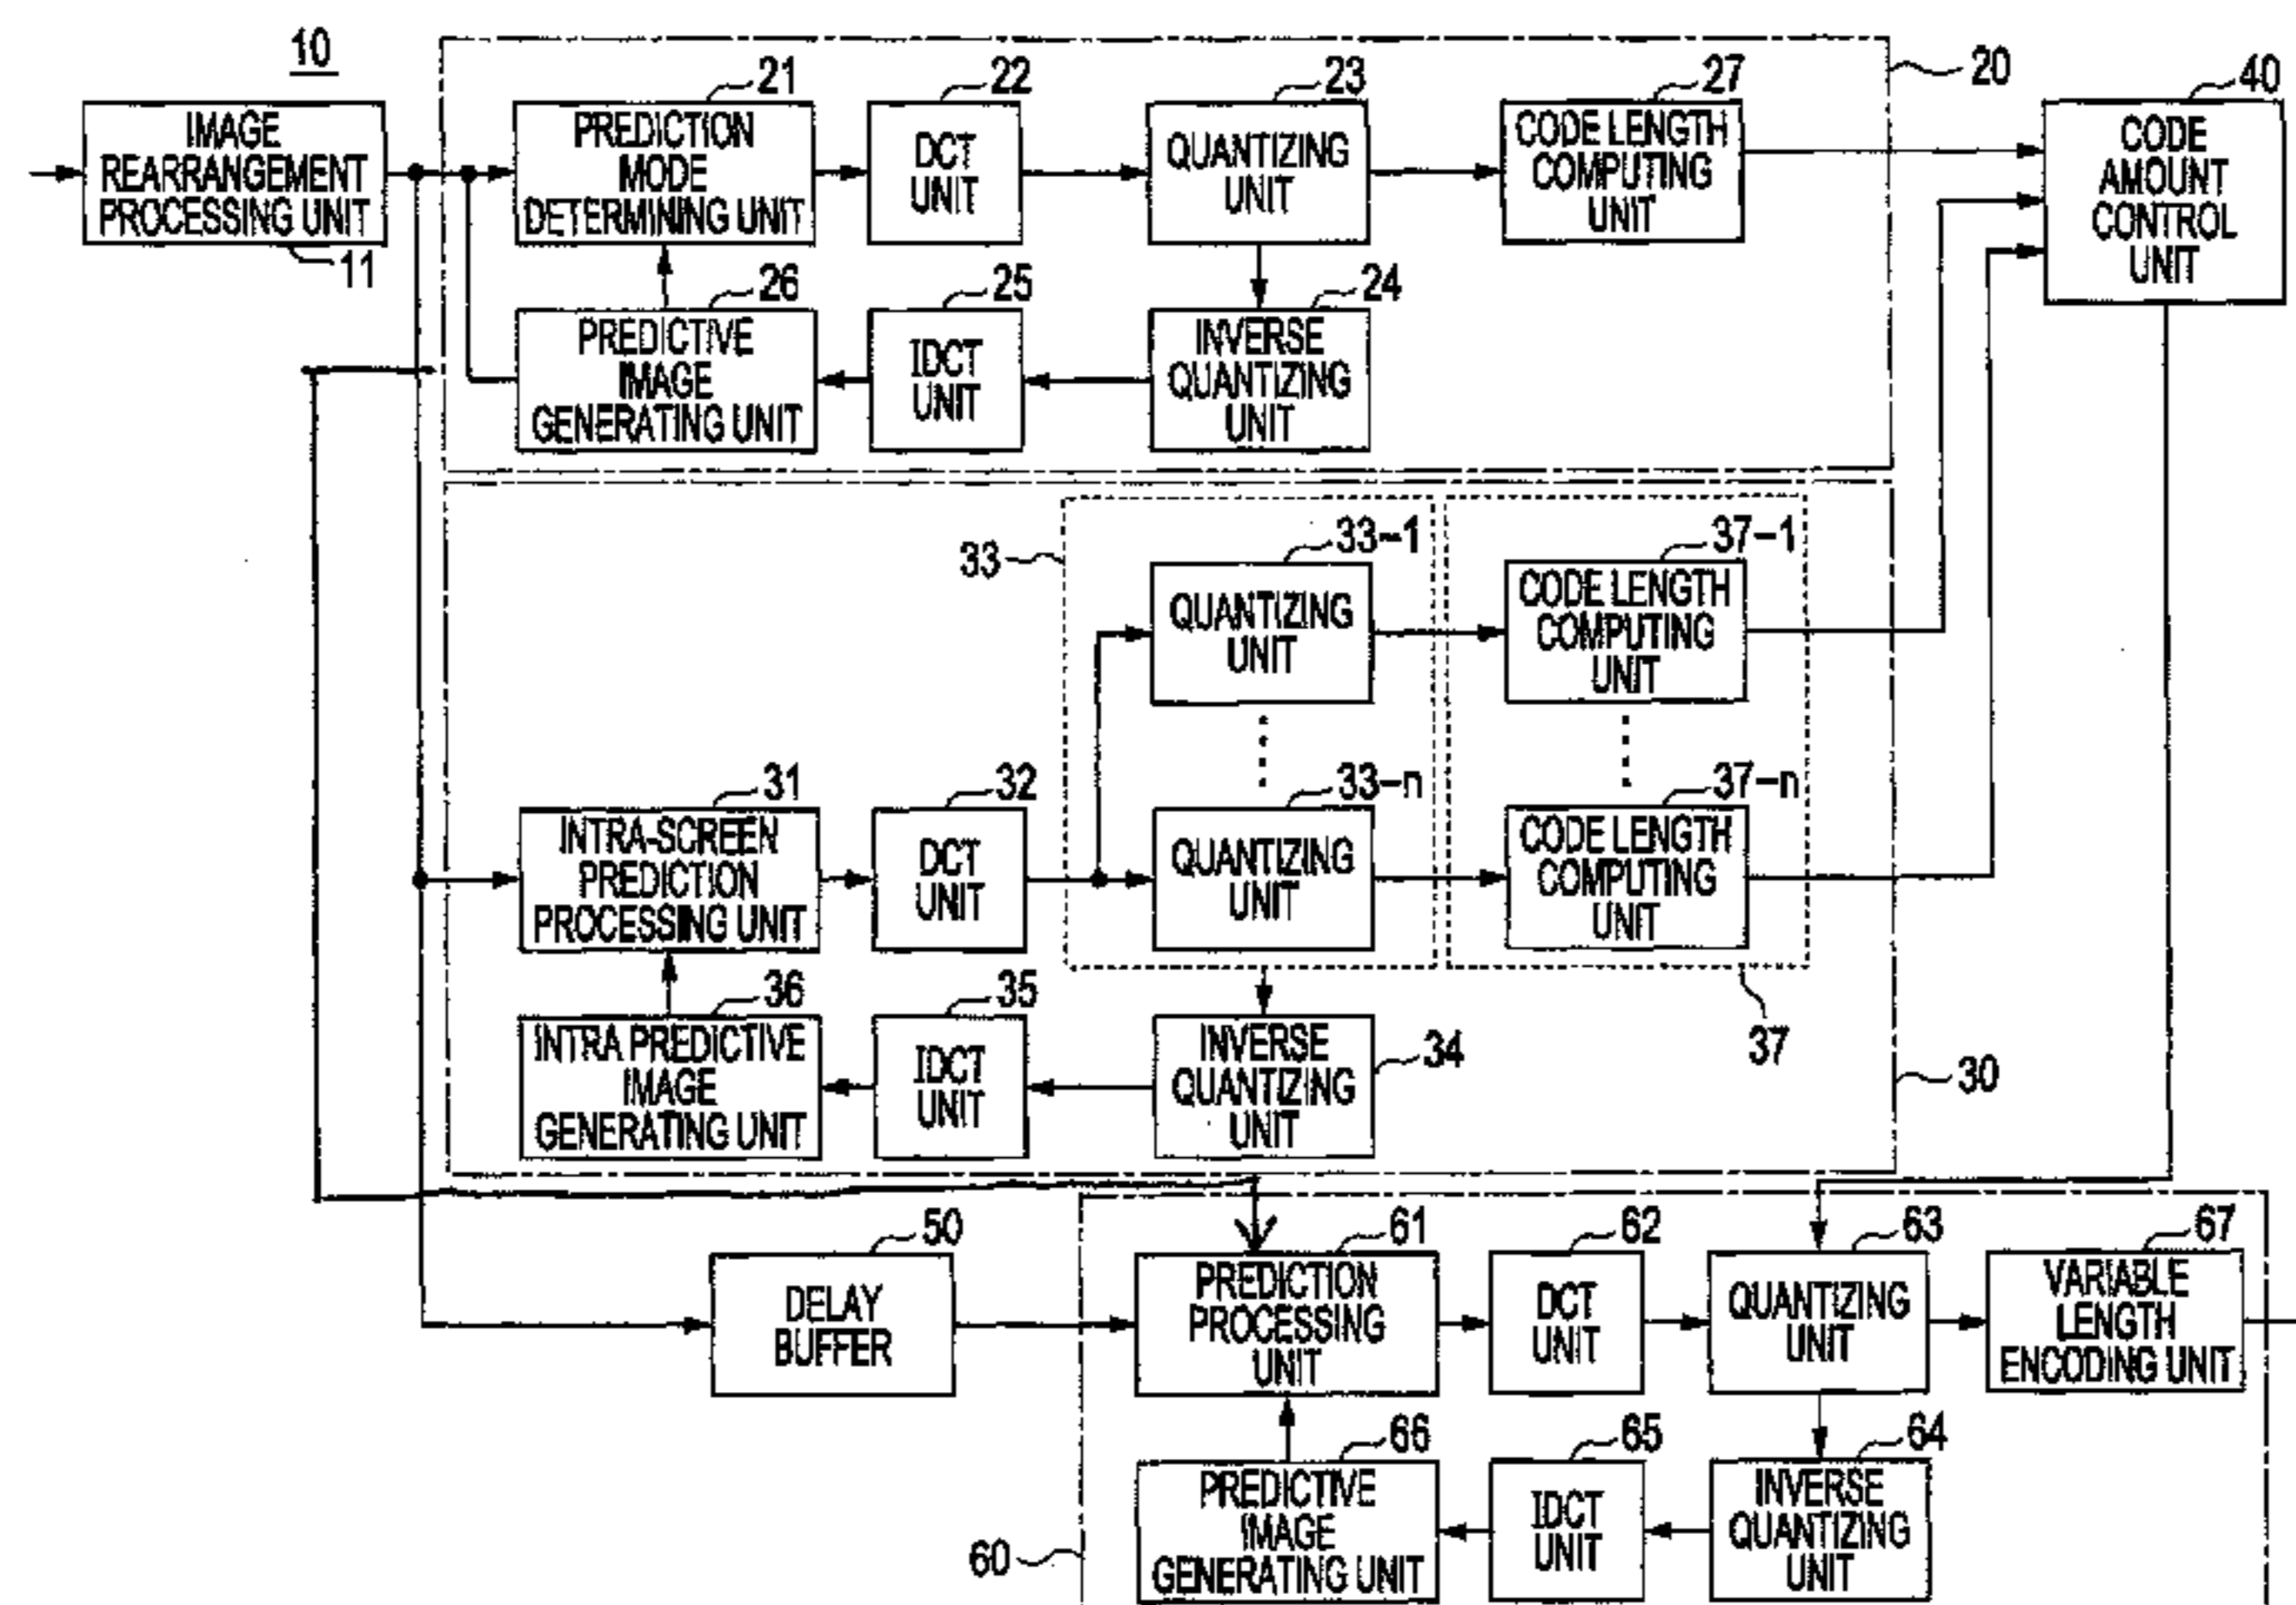 10
20
40
21
22
23
27
IMAGE
REARRANGEMENT
PROCESSING UNIT
11
PREDICTION
MODE
DETERMINING UNIT
DCT
UNIT
QUANTIZING
UNIT
CODE LENGTH
COMPUTING
UNIT
CODE
AMOUNT
CONTROL
UNIT
26
25
24
PREDICTIVE
IMAGE
GENERATING UNIT
IDCT
UNIT
INVERSE
QUANTIZING
UNIT
33
33-1
37-1
QUANTIZING
UNIT
CODE LENGTH
COMPUTING
UNIT
31
32
33-n
37-n
INTRA-SCREEN
PREDICTION
PROCESSING UNIT
DCT
UNIT
QUANTIZING
UNIT
CODE LENGTH
COMPUTING
UNIT
36
35
34
37
30
INTRA PREDICTIVE
IMAGE
GENERATING UNIT
IDCT
UNIT
INVERSE
QUANTIZING
UNIT
50
61
62
63
67
DELAY
BUFFER
PREDICTION
PROCESSING
UNIT
DCT
UNIT
QUANTIZING
UNIT
VARIABLE
LENGTH
ENCODING UNIT
66
65
64
60
PREDICTIVE
IMAGE
GENERATING UNIT
IDCT
UNIT
INVERSE
QUANTIZING
UNIT